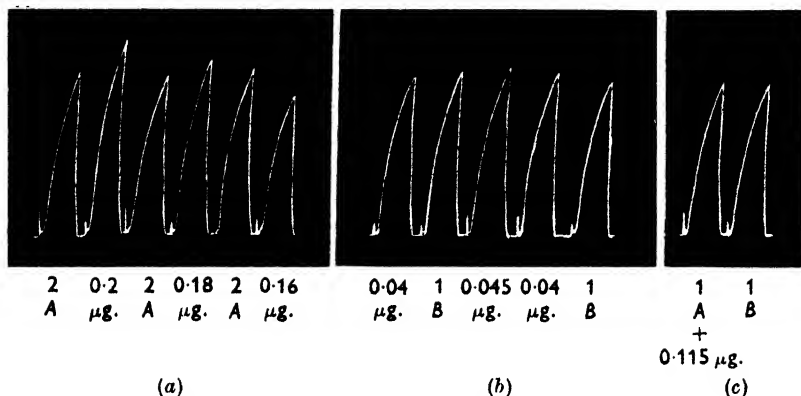 2 0·2 2 0·18 2 0·16 0·04 1 0·045 0·04 1 1 1
A µg. A µg. A µg. µg. B µg. µg. B A B
+
0·115 µg.
(a) (b) (c)